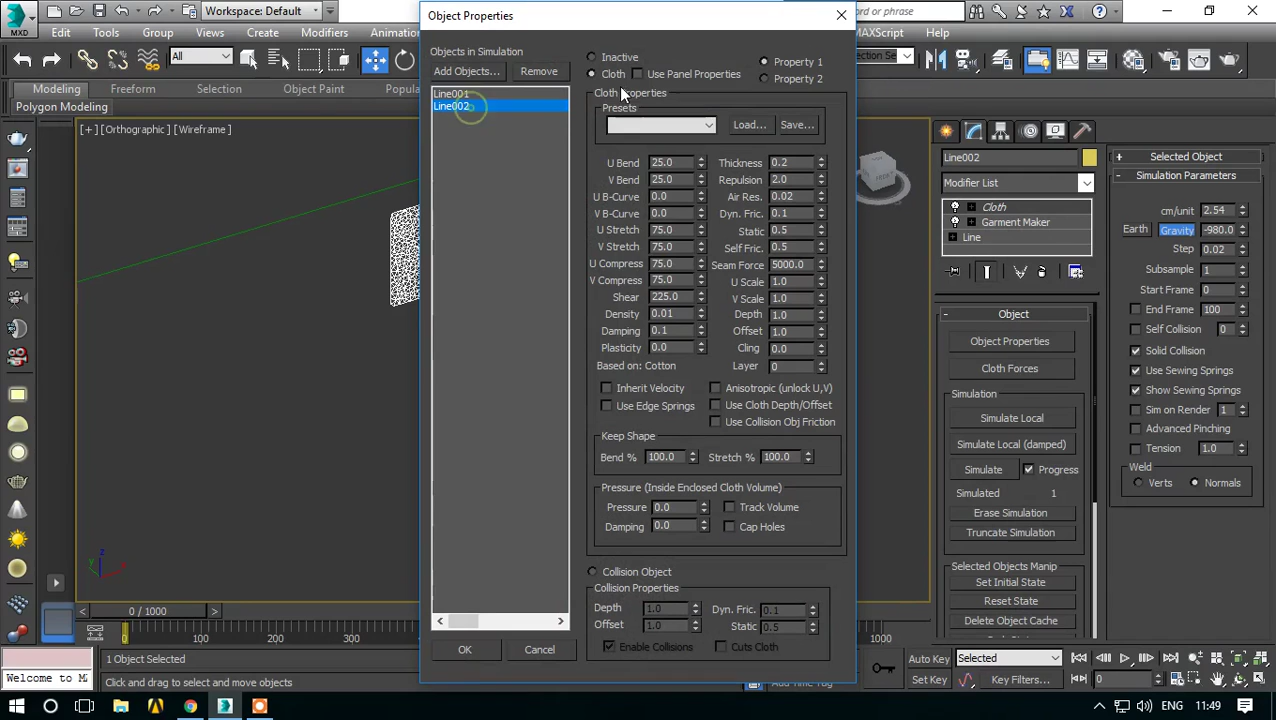 MXD
Workspace: Default
Object Properties
or phrase
Edit
Tools
Group
Views
Create
Modifiers
MAXScript
Help
All
Modeling
Freeform
Selection
Polygon Modeling
[+] [Orthographic] [Wireframe]
Objects in Simulation
Add Objects...
Remove
Line001
Line002
Inactive
Cloth
Use Panel Properties
Property 1
Property 2
Cloth Properties
Presets
Load...
Save...
U Bend 25.0
V Bend 25.0
U B-Curve 0.0
V B-Curve 0.0
U Stretch 75.0
V Stretch 75.0
U Compress 75.0
V Compress 75.0
Shear 225.0
Density 0.01
Damping 0.1
Plasticity 0.0
Based on: Cotton
Thickness 0.2
Repulsion 2.0
Air Res. 0.02
Dyn. Fric. 0.1
Static 0.5
Self Fric. 0.5
Seam Force 5000.0
U Scale 1.0
V Scale 1.0
Depth 1.0
Offset 1.0
Cling 0.0
Layer 0
Inherit Velocity
Use Edge Springs
Anisotropic (unlock U,V)
Use Cloth Depth/Offset
Use Collision Obj Friction
Keep Shape
Bend % 100.0
Stretch % 100.0
Pressure (Inside Enclosed Cloth Volume)
Pressure 0.0
Track Volume
Damping 0.0
Cap Holes
Collision Object
Collision Properties
Depth 1.0
Dyn. Fric. 0.1
Offset 1.0
Static 0.5
Enable Collisions
Cuts Cloth
OK
Cancel
Line002
Modifier List
Cloth
Garment Maker
Line
Object
Object Properties
Cloth Forces
Simulation
Simulate Local
Simulate Local (damped)
Simulate
Progress
Simulated 1
Erase Simulation
Truncate Simulation
Selected Objects Manip
Set Initial State
Reset State
Delete Object Cache
Selected Object
Simulation Parameters
cm/unit 2.54
Earth Gravity -980.0
Step 0.02
Subsample 1
Start Frame 0
End Frame 100
Self Collision 0
Solid Collision
Use Sewing Springs
Show Sewing Springs
Sim on Render 1
Advanced Pinching
Tension 1.0
Weld
Verts
Normals
z
y
x
0 / 1000
0
100
200
300
1000
Welcome to M
1 Object Selected
Click and drag to select and move objects
Auto Key
Selected
Set Key
Key Filters...
0
11:49